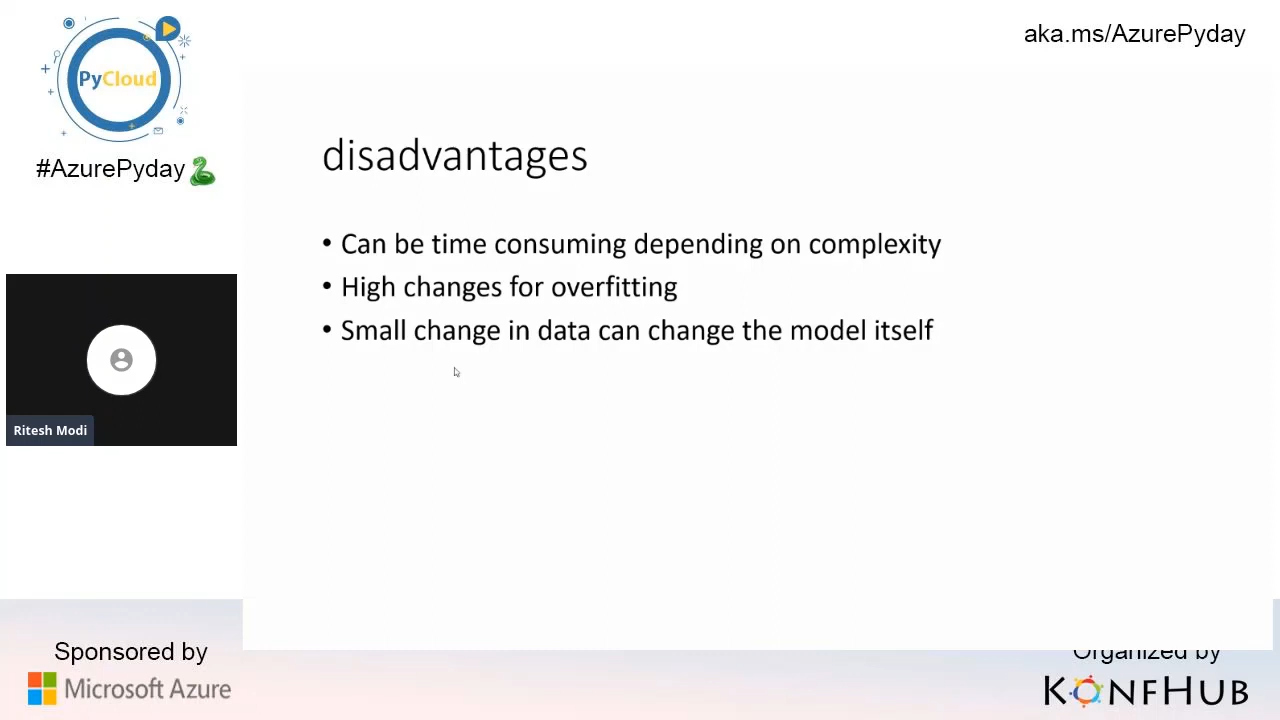 aka.ms/AzurePyday
PyCloud
#AzurePyday
disadvantages
• Can be time consuming depending on complexity
• High changes for overfitting
• Small change in data can change the model itself
Ritesh Modi
Sponsored by
Microsoft Azure
Organized by
KONFHUB